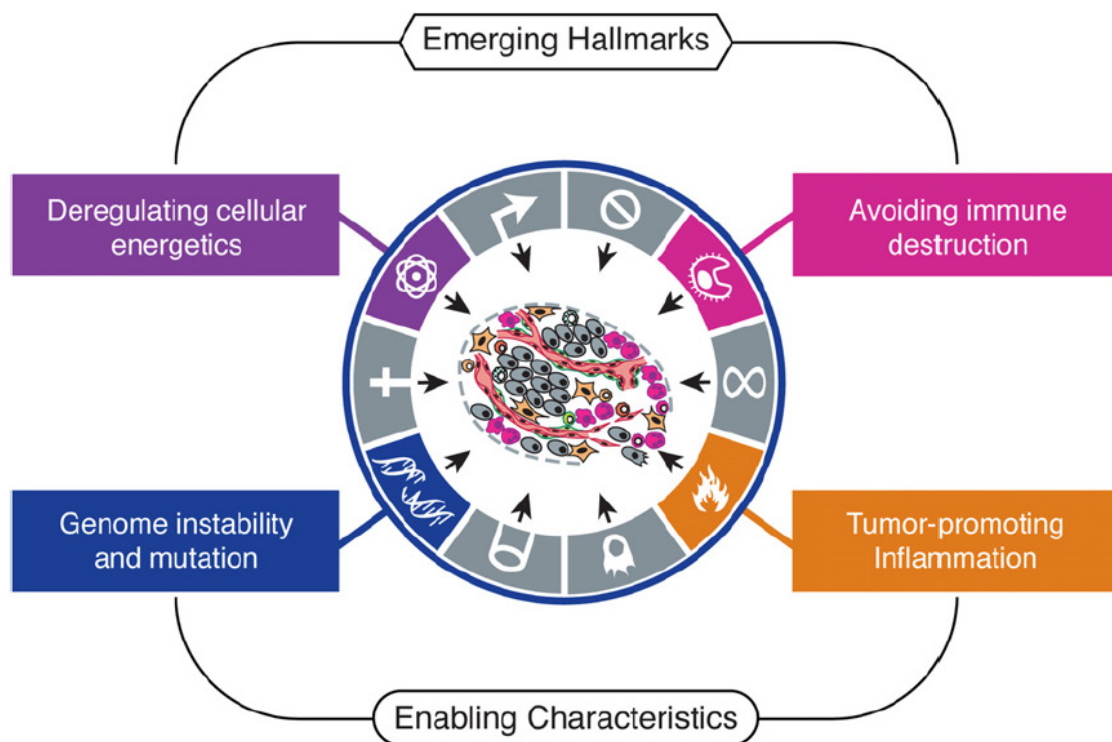 Emerging Hallmarks
Deregulating cellular
energetics
Avoiding immune
destruction
Genome instability
and mutation
Tumor-promoting
Inflammation
Enabling Characteristics